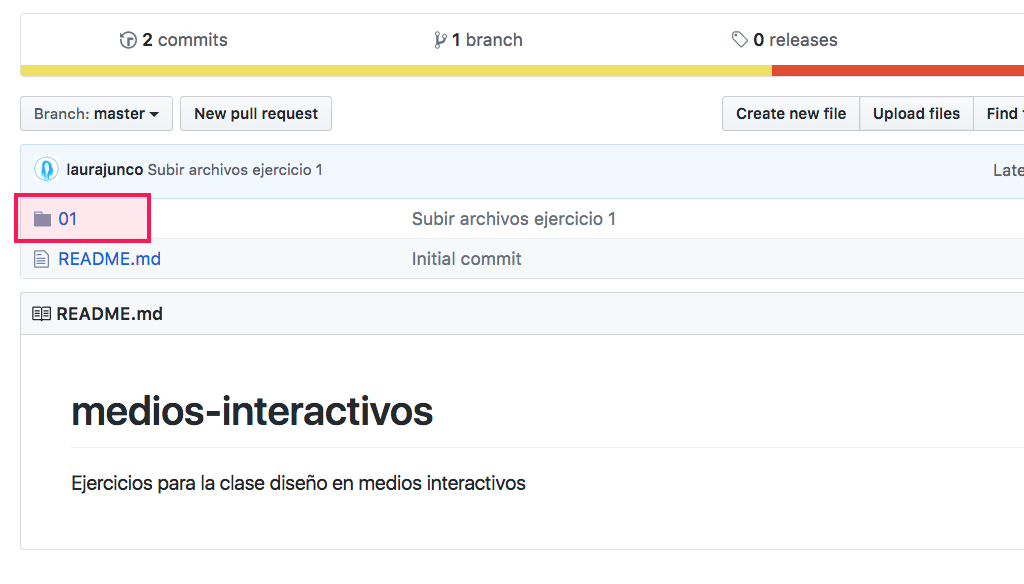 2 commits 1 branch 0 releases
Branch: master New pull request Create new file Upload files Find
laurajunco Subir archivos ejercicio 1 Late
01 Subir archivos ejercicio 1
README.md Initial commit
README.md
medios-interactivos
Ejercicios para la clase diseño en medios interactivos